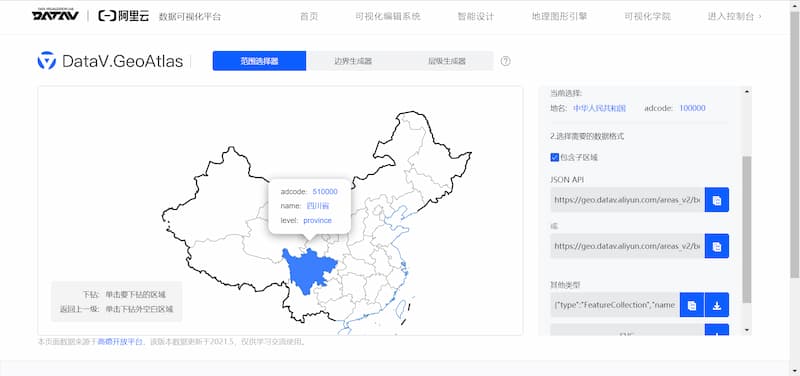 DATAV 阿里云 数据可视化平台 首页 可视化编辑系统 智能设计 地理图形引擎 可视化学院 进入控制台 ›
DataV.GeoAtlas 范围选择器 边界生成器 层级生成器 ?
当前选择:
地名: 中华人民共和国 adcode: 100000
2.选择需要的数据格式
包含子区域
JSON API
https://geo.datav.aliyun.com/areas_v2/bo
或
https://geo.datav.aliyun.com/areas_v2/bo
其他类型
{"type":"FeatureCollection","name
adcode: 510000
name: 四川省
level: province
下钻: 单击要下钻的区域
返回上一级: 单击下钻外空白区域
本页面数据来源于高德开放平台，该版本数据更新于2021.5，仅供学习交流使用。